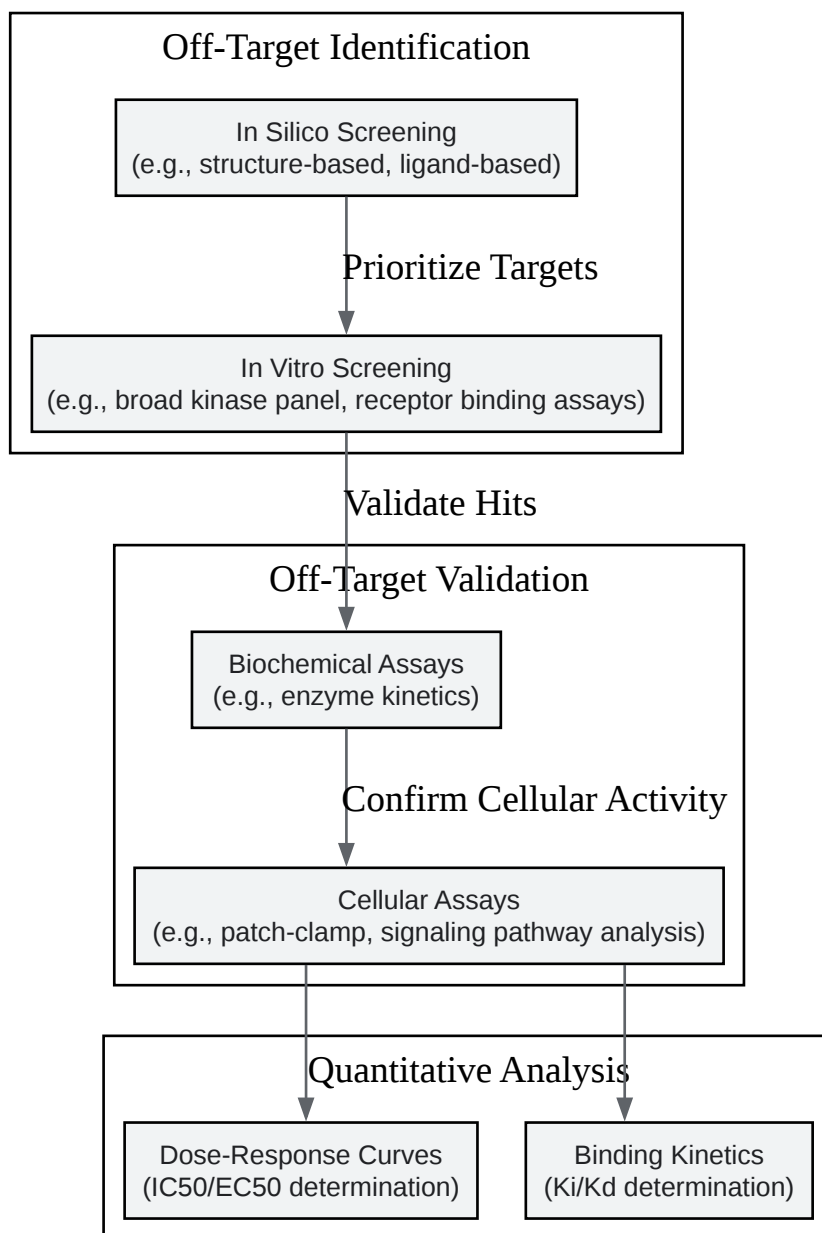 Off-Target Identification
In Silico Screening
(e.g., structure-based, ligand-based)
Prioritize Targets
In Vitro Screening
(e.g., broad kinase panel, receptor binding assays)
Validate Hits
Off-Target Validation
Biochemical Assays
(e.g., enzyme kinetics)
Confirm Cellular Activity
Cellular Assays
(e.g., patch-clamp, signaling pathway analysis)
Quantitative Analysis
Dose-Response Curves
(IC50/EC50 determination)
Binding Kinetics
(Ki/Kd determination)